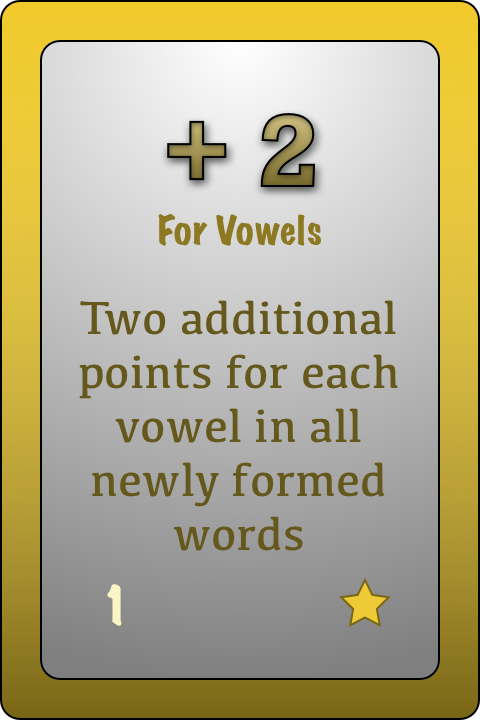 + 2
For Vowels
Two additional
points for each
vowel in all
newly formed
words
1